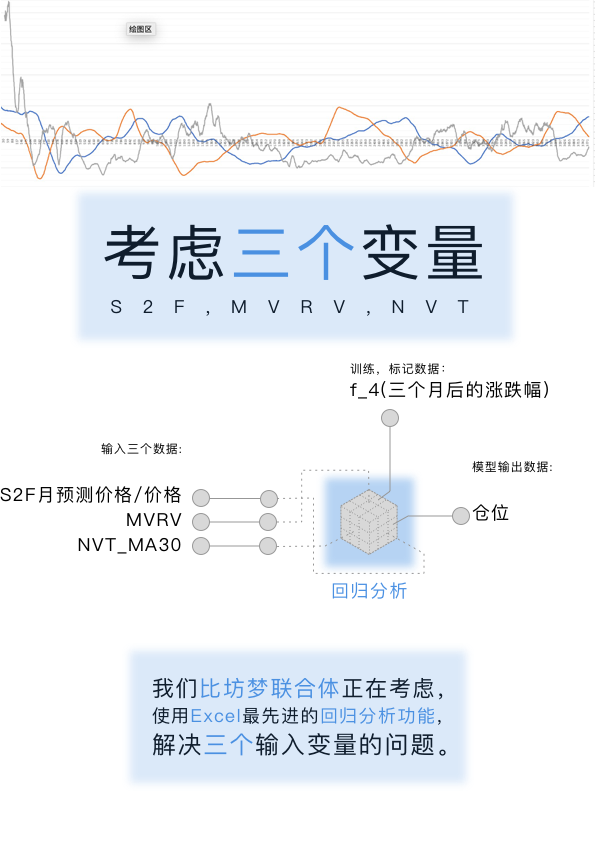 绘图区
考虑三个变量
S2F,MVRV,NVT
训练，标记数据：
f_4(三个月后的涨跌幅)
输入三个数据:
模型输出数据:
S2F月预测价格/价格
MVRV
NVT_MA30
仓位
回归分析
我们比坊梦联合体正在考虑，
使用Excel最先进的回归分析功能，
解决三个输入变量的问题。